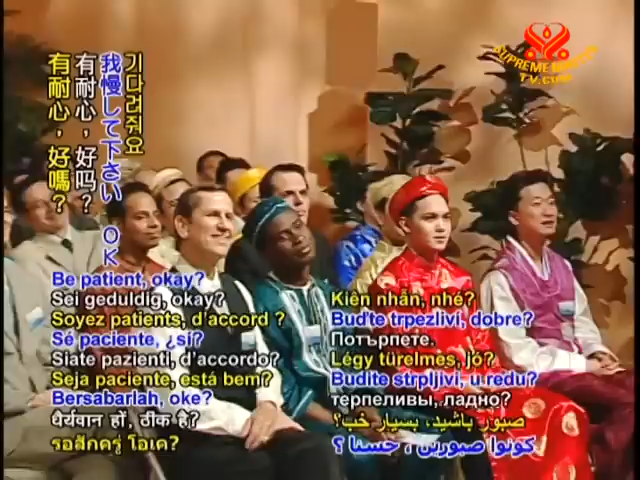 SUPREME MASTER
TV.COM
기다려줘요
我慢して下さい OK
有耐心，好吗？
有耐心，好嗎？
Be patient, okay?
Sei geduldig, okay?
Soyez patients, d'accord ?
Sé paciente, ¿sí?
Siate pazienti, d'accordo?
Seja paciente, está bem?
Bersabarlah, oke?
धैर्यवान हों, ठीक है?
รอสักครู่ โอเค?
Kiên nhẫn, nhé?
Buďte trpezliví, dobre?
Потърпете.
Légy türelmes, jó?
Budite strpljivi, u redu?
терпеливы, ладно?
صبور باشید، بسیار خب؟
كونوا صبورين، حسنا ؟